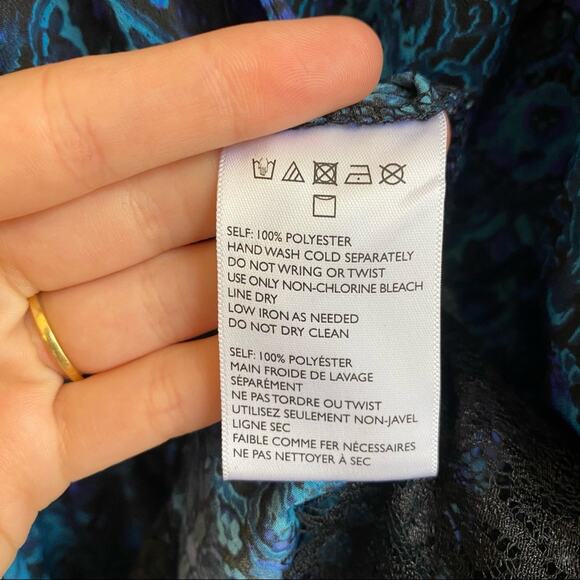 SELF: 100% POLYESTER
HAND WASH COLD SEPARATELY
DO NOT WRING OR TWIST
USE ONLY NON-CHLORINE BLEACH
LINE DRY
LOW IRON AS NEEDED
DO NOT DRY CLEAN
SELF: 100% POLYÉSTER
MAIN FROIDE DE LAVAGE
SÉPARÉMENT
NE PAS TORDRE OU TWIST
UTILISEZ SEULEMENT NON-JAVEL
LIGNE SEC
FAIBLE COMME FER NÉCESSAIRES
NE PAS NETTOYER À SEC